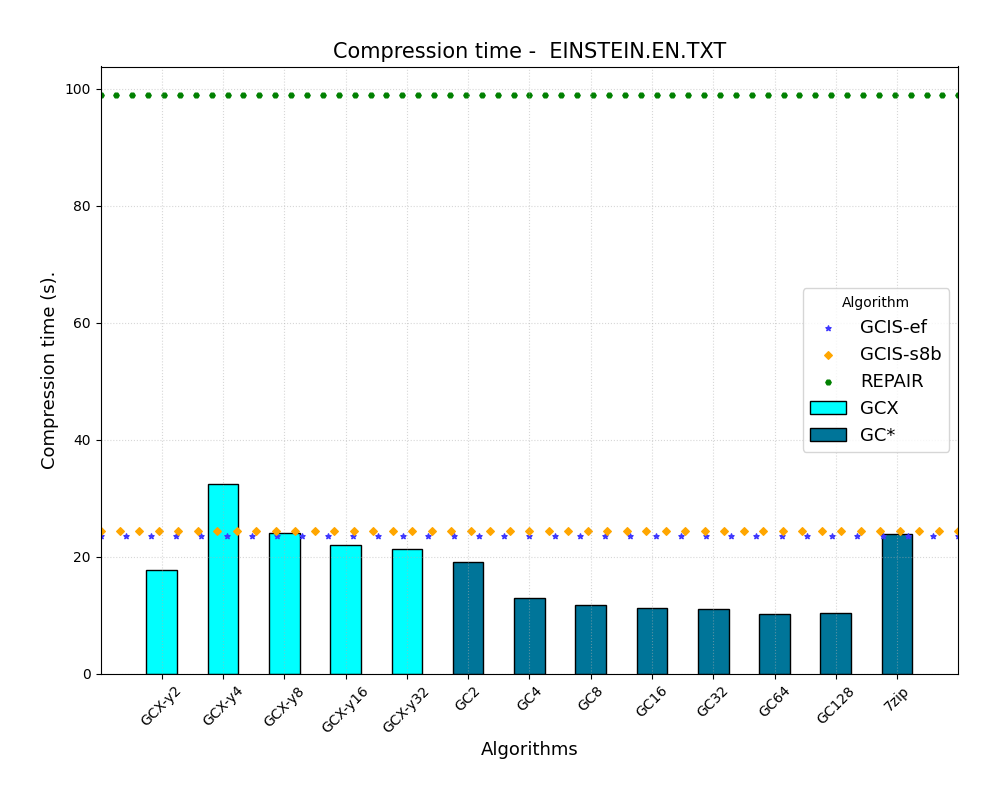 Compression time -  EINSTEIN.EN.TXT
100
80
60
40
20
0
Compression time (s).
Algorithm
GCIS-ef
GCIS-s8b
REPAIR
GCX
GC*
GCX-y2
GCX-y4
GCX-y8
GCX-y16
GCX-y32
GC2
GC4
GC8
GC16
GC32
GC64
GC128
7zip
Algorithms